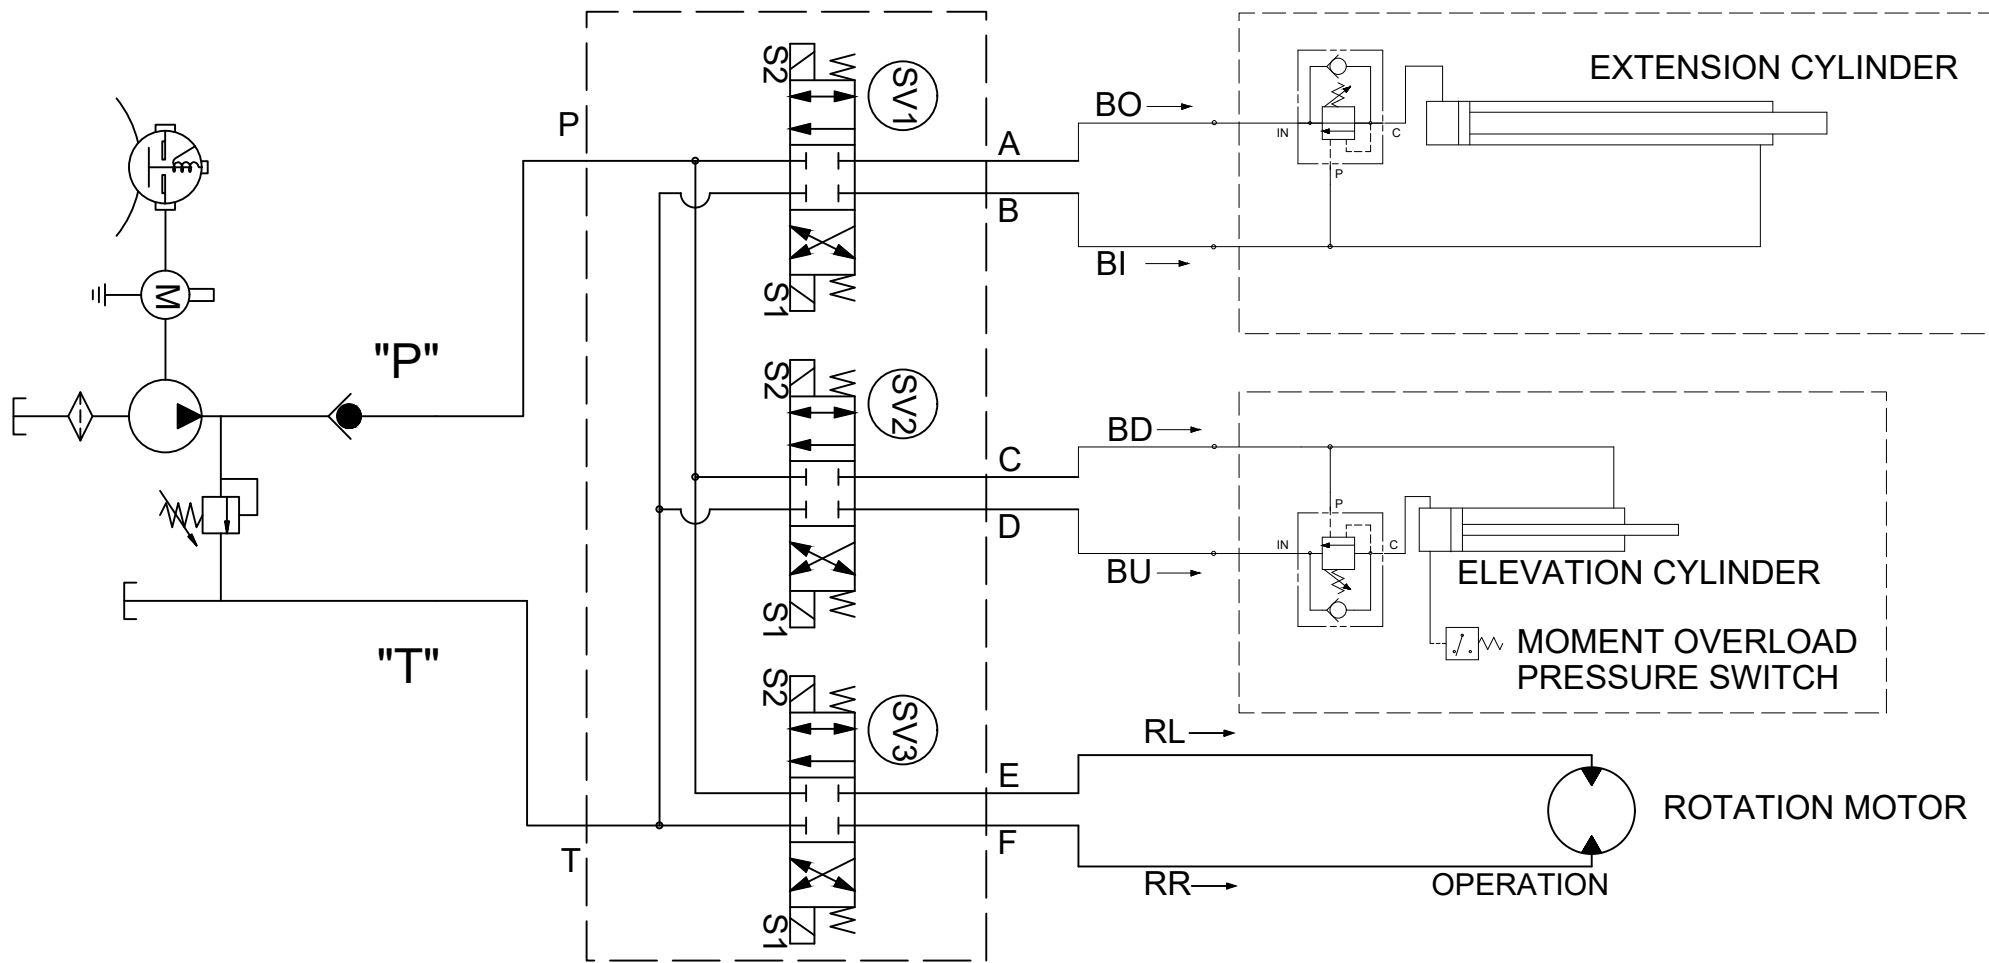 S2
SV1
P
S1
A
B
BO
BI
EXTENSION CYLINDER
IN
C
P
M
"P"
"T"
S2
SV2
S1
C
D
BD
BU
P
IN
C
ELEVATION CYLINDER
MOMENT OVERLOAD
PRESSURE SWITCH
S2
SV3
S1
T
E
F
RL
RR
ROTATION MOTOR
OPERATION